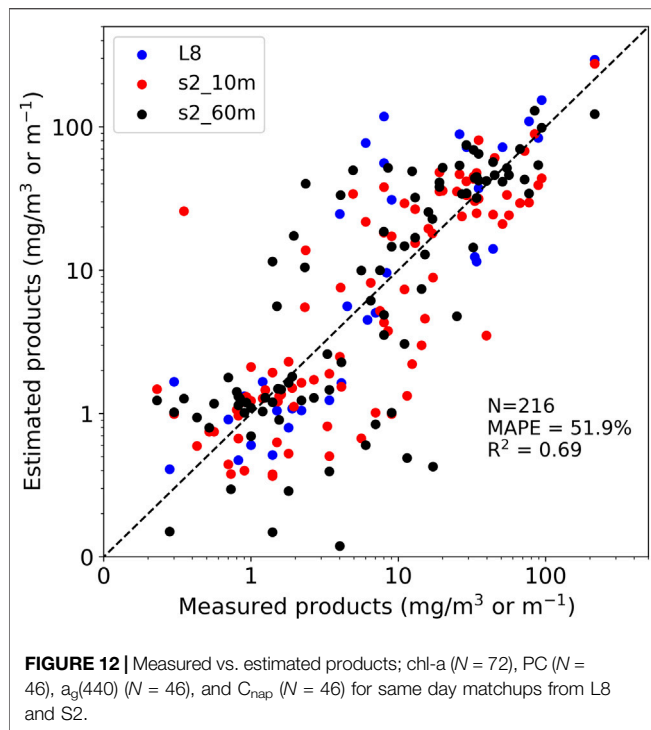 L8
s2_10m
s2_60m
Estimated products (mg/m³ or m⁻¹)
100
10
1
0
N=216
MAPE = 51.9%
R² = 0.69
0
1
10
100
Measured products (mg/m³ or m⁻¹)
FIGURE 12 | Measured vs. estimated products; chl-a (N = 72), PC (N =
46), a_g(440) (N = 46), and C_nap (N = 46) for same day matchups from L8
and S2.